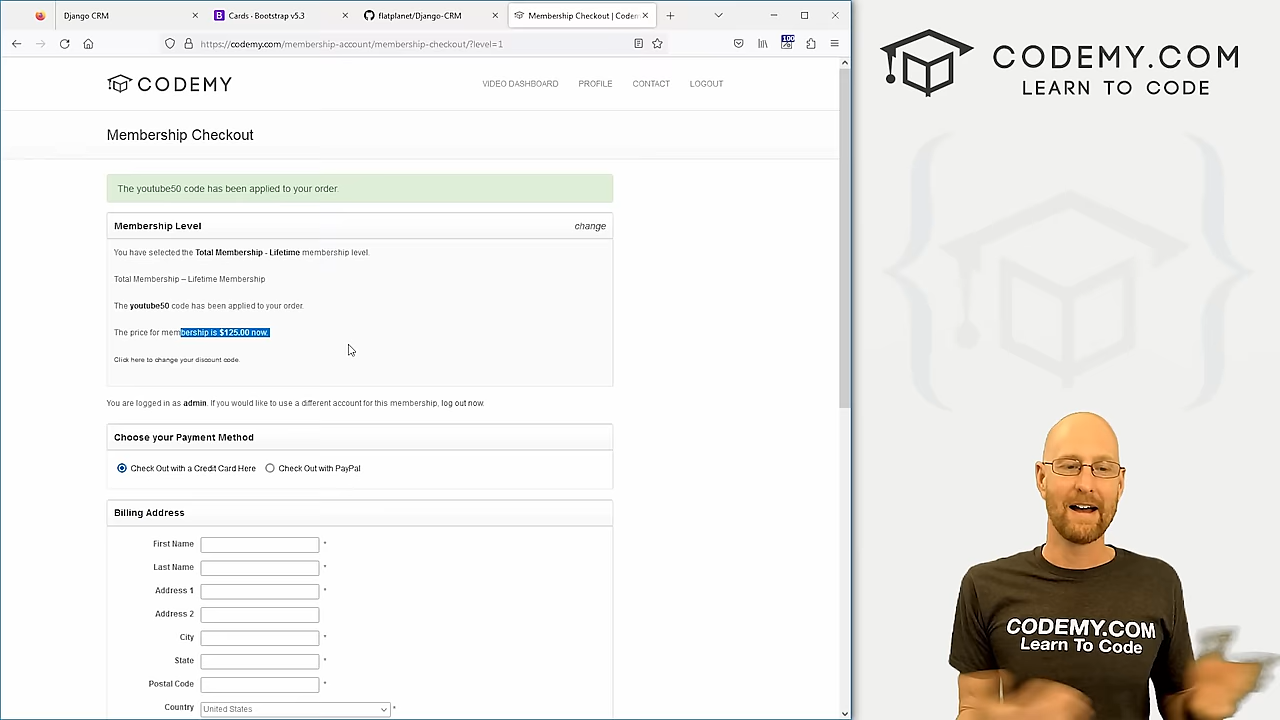 Django CRM
Cards · Bootstrap v5.3
flatplanet/Django-CRM
Membership Checkout | Codem
https://codemy.com/membership-account/membership-checkout/?level=1
100
CODEMY
VIDEO DASHBOARD
PROFILE
CONTACT
LOGOUT
Membership Checkout
The youtube50 code has been applied to your order.
Membership Level
change
You have selected the Total Membership - Lifetime membership level.
Total Membership – Lifetime Membership
The youtube50 code has been applied to your order.
The price for membership is $125.00 now.
Click here to change your discount code.
You are logged in as admin. If you would like to use a different account for this membership, log out now.
Choose your Payment Method
Check Out with a Credit Card Here
Check Out with PayPal
Billing Address
First Name *
Last Name *
Address 1 *
Address 2
City *
State *
Postal Code *
Country United States *
CODEMY.COM
LEARN TO CODE
CODEMY.COM
Learn To Code